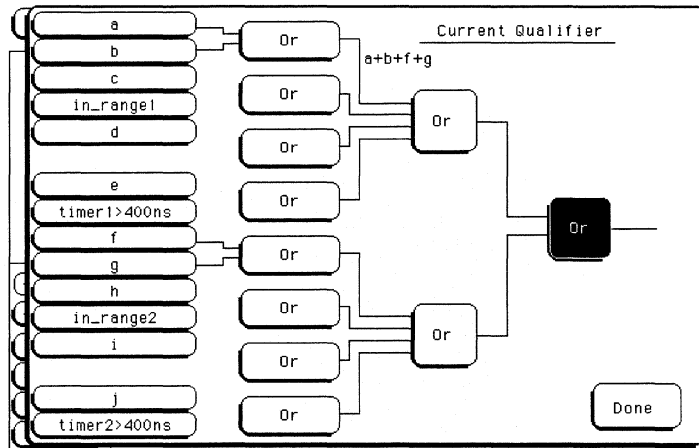 Current Qualifier
a
b
c
in_range1
d
e
timer1>400ns
f
g
h
in_range2
i
j
timer2>400ns
Or
Or
Or
Or
Or
Or
Or
Or
a+b+f+g
Or
Or
Or
Done